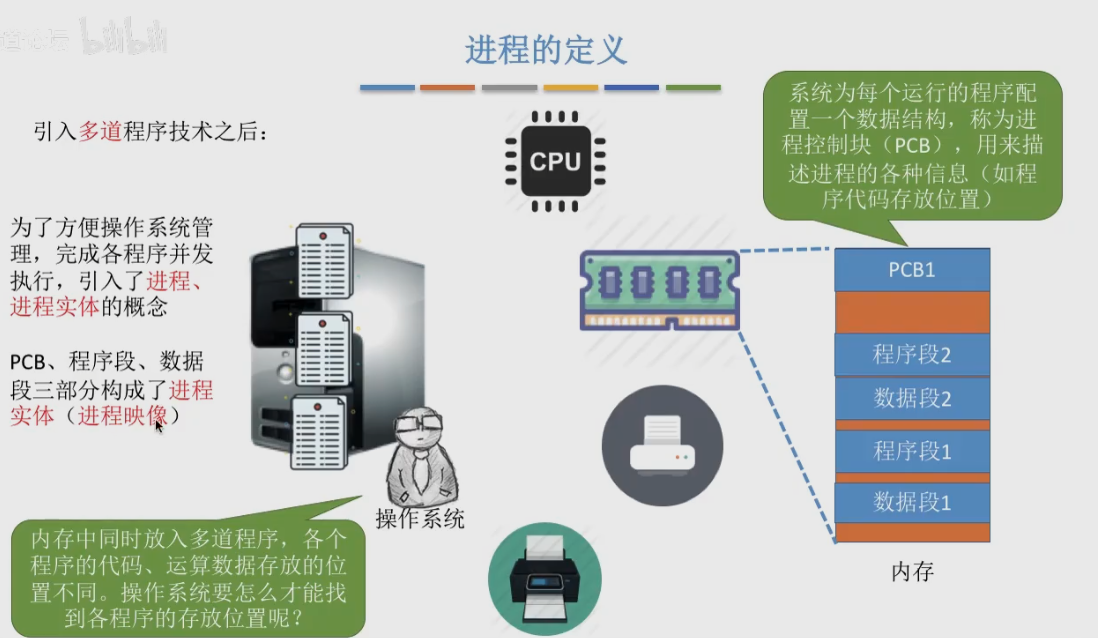 bilibili
进程的定义
引入多道程序技术之后：
CPU
系统为每个运行的程序配
置一个数据结构，称为进
程控制块（PCB），用来描
述进程的各种信息（如程
序代码存放位置）
为了方便操作系统管
理，完成各程序并发
执行，引入了进程、
进程实体的概念
PCB、程序段、数据
段三部分构成了进程
实体（进程映像）
PCB1
程序段2
数据段2
程序段1
数据段1
内存
操作系统
内存中同时放入多道程序，各个
程序的代码、运算数据存放的位
置不同。操作系统要怎么才能找
到各程序的存放位置呢？